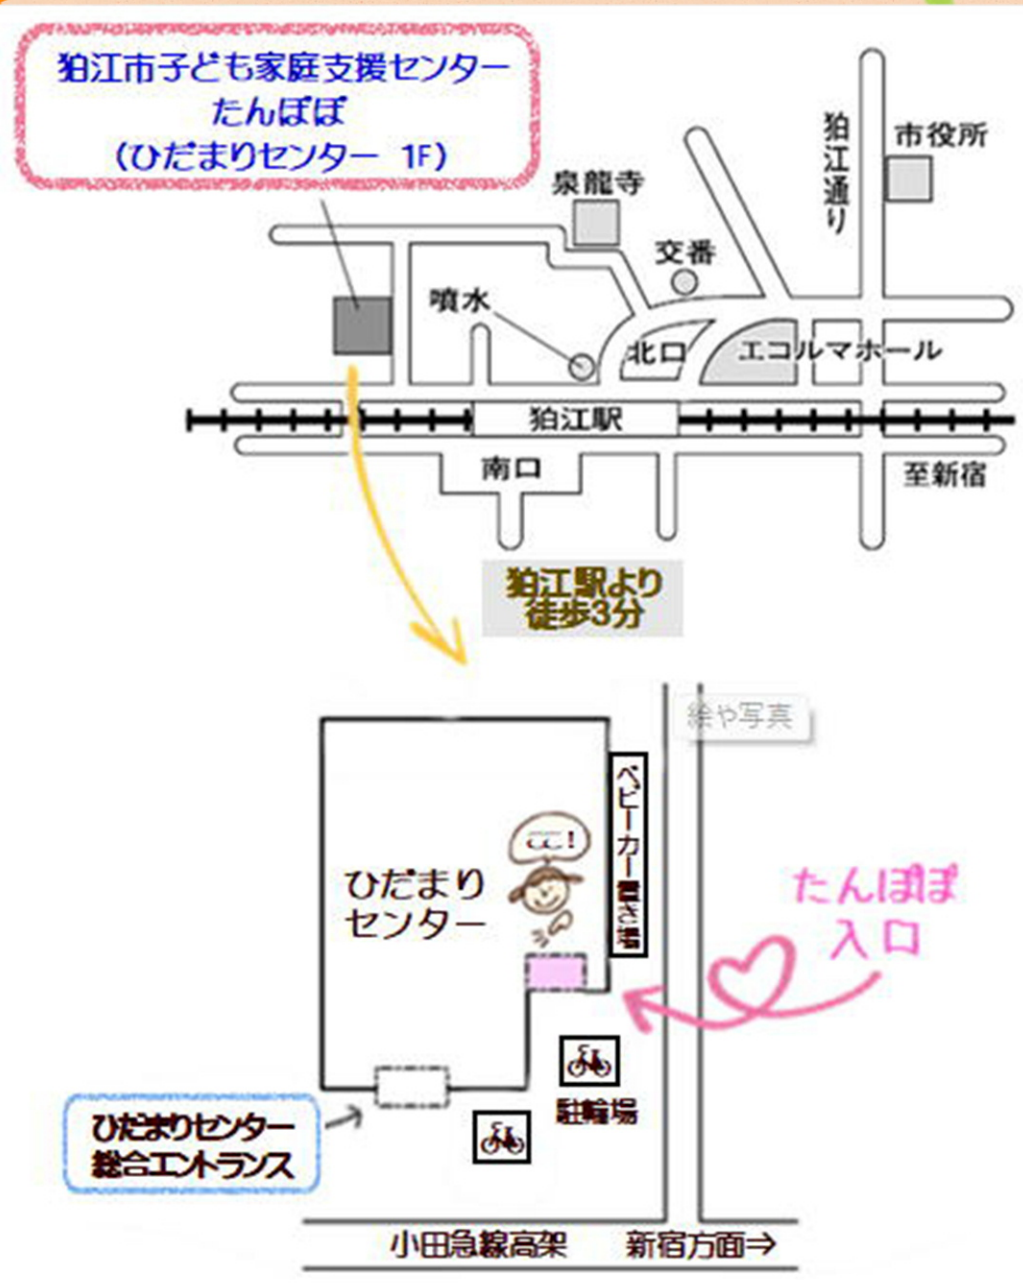 狛江市子ども家庭支援センター
たんぽぽ
（ひだまりセンター 1F）
狛江通り
市役所
泉龍寺
交番
噴水
北口
エコルマホール
狛江駅
南口
至新宿
狛江駅より
徒歩3分
絵や写真
ベビーカー置き場
ココ！
ひだまり
センター
たんぽぽ
入口
駐輪場
ひだまりセンター
総合エントランス
小田急線高架 新宿方面⇒